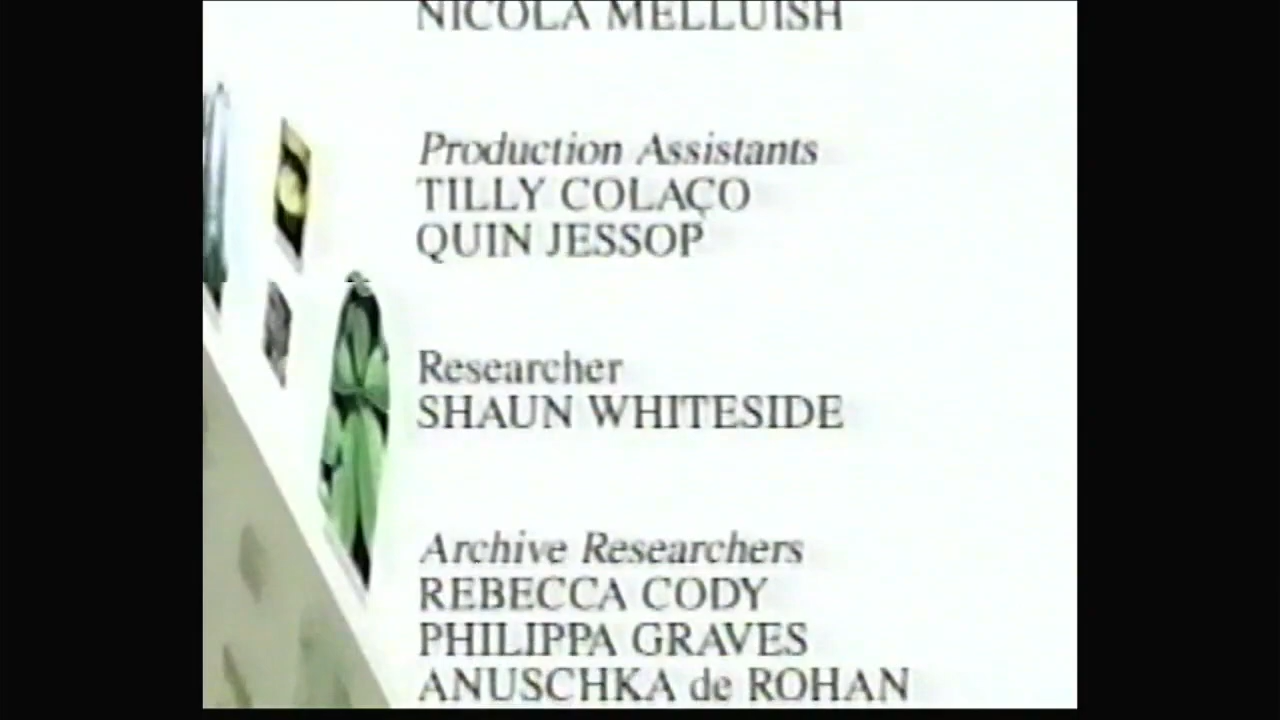 NICOLA MELLUISH
Production Assistants
TILLY COLAÇO
QUIN JESSOP
Researcher
SHAUN WHITESIDE
Archive Researchers
REBECCA CODY
PHILIPPA GRAVES
ANUSCHKA de ROHAN